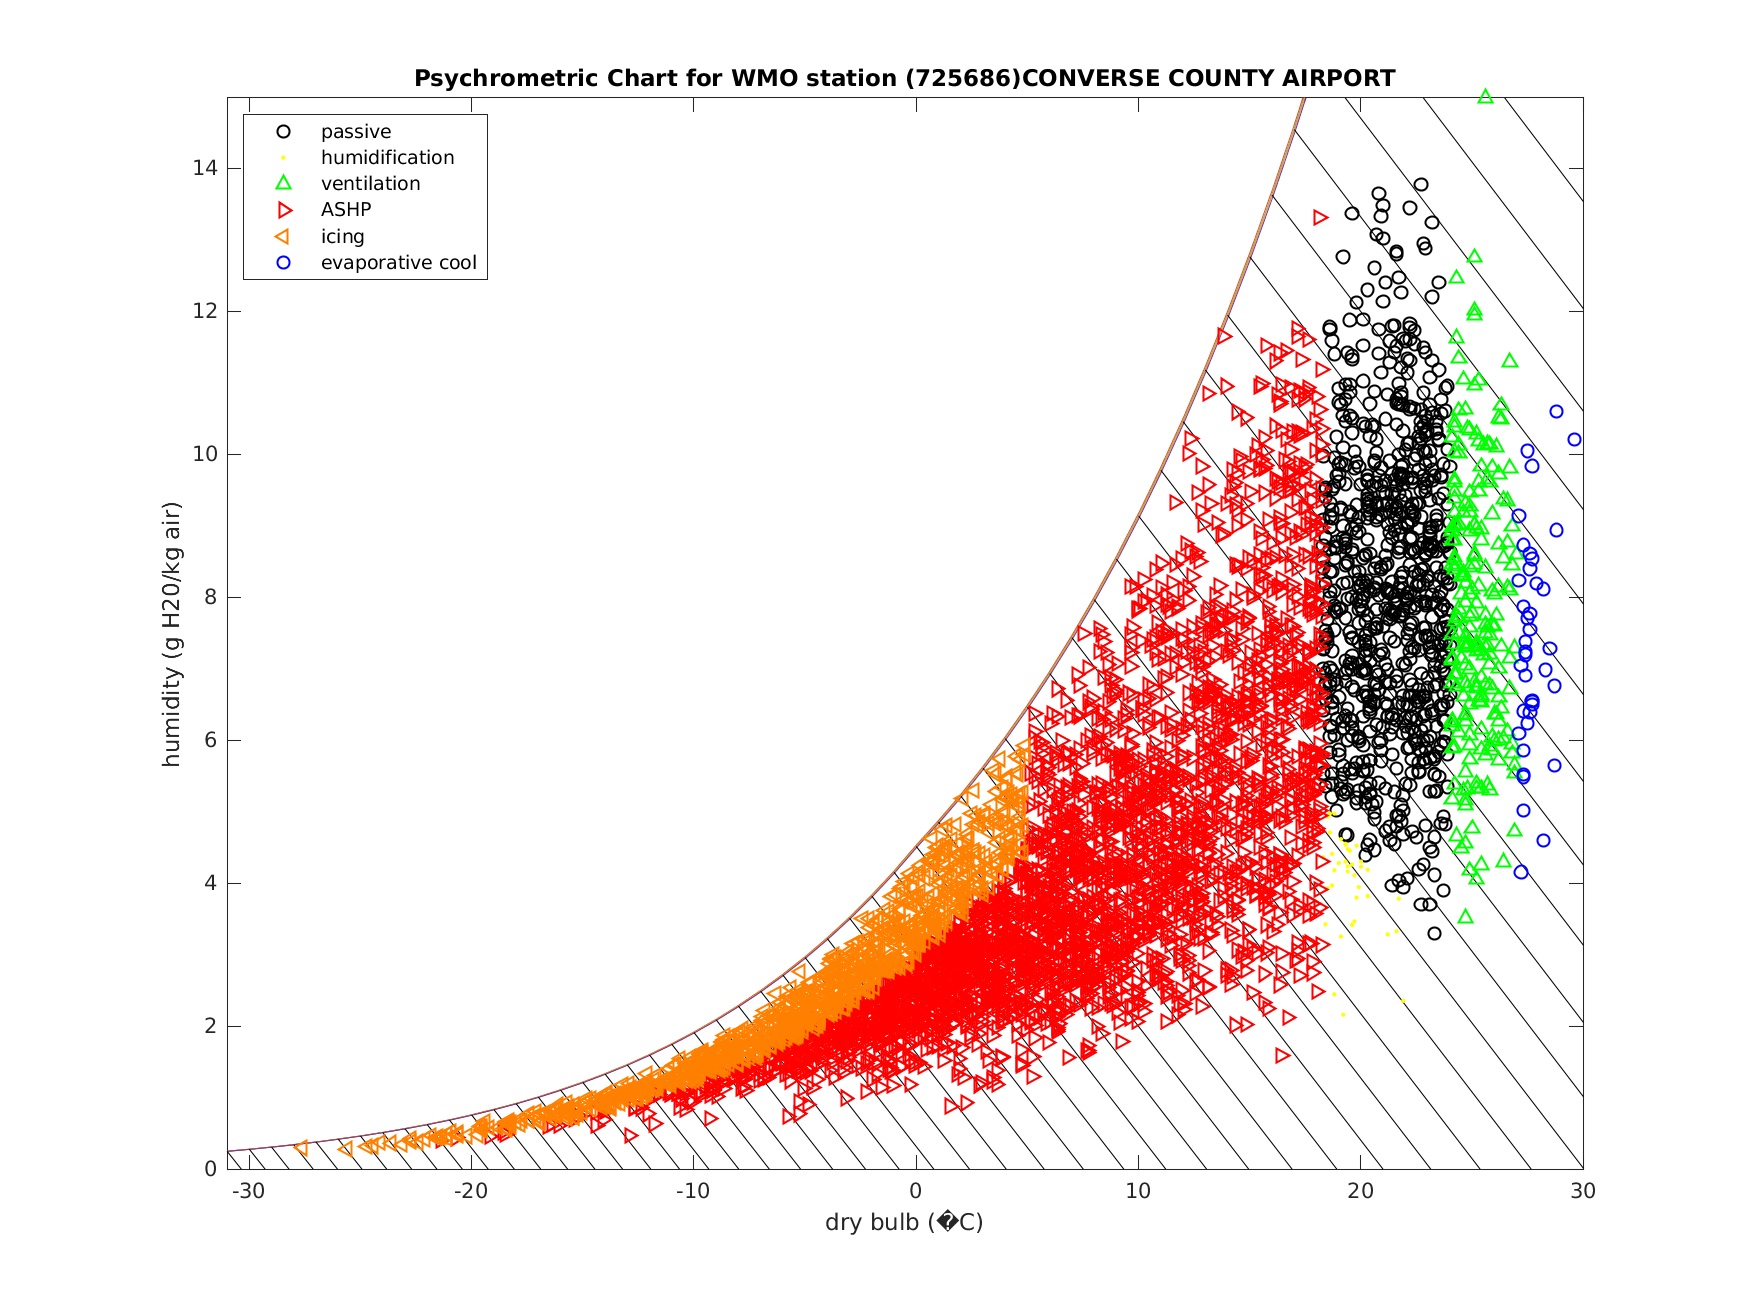 Psychrometric Chart for WMO station (725686)CONVERSE COUNTY AIRPORT
passive
humidification
ventilation
ASHP
icing
evaporative cool
14
12
10
8
6
4
2
0
humidity (g H20/kg air)
-30 -20 -10 0 10 20 30
dry bulb (�C)